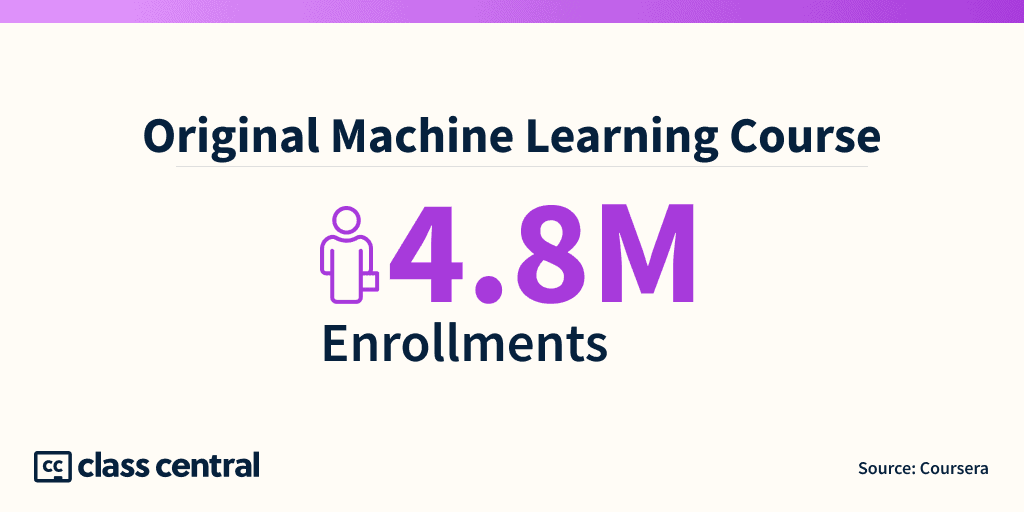 Original Machine Learning Course
4.8M
Enrollments
cc class central
Source: Coursera